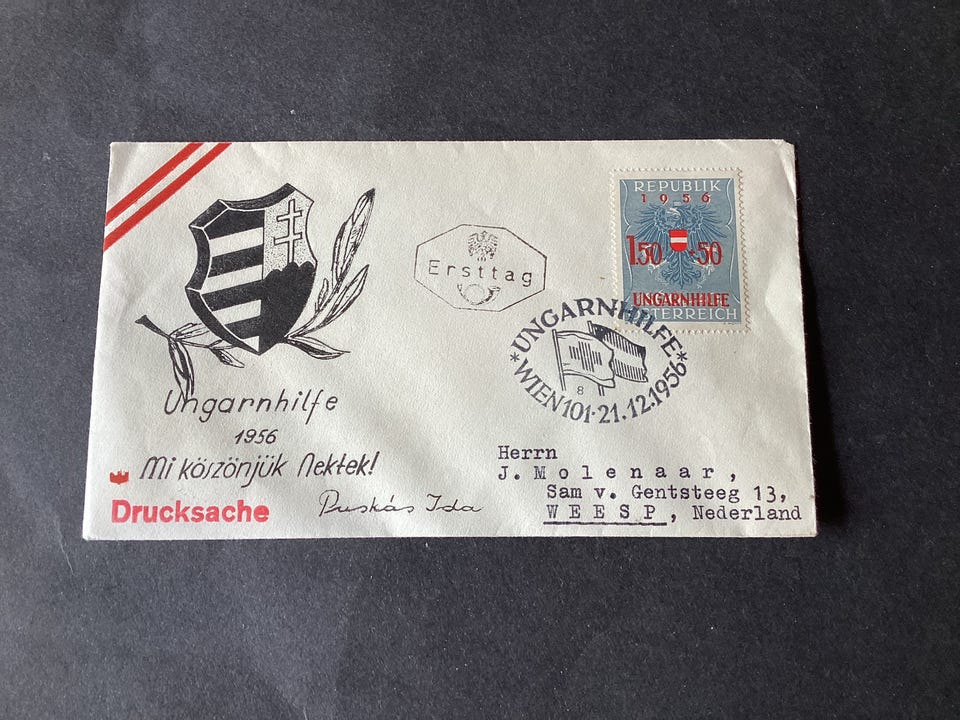 Ungarnhilfe
1956
Mi köszönjük Nektek!
Drucksache
Puskás Ida
Ersttag
REPUBLIK
1956
1.50 + 50
UNGARNHILFE
ÖSTERREICH
*UNGARNHILFE*
8
WIEN 101·21.12.1956
Herrn
J. Molenaar,
Sam v. Gentsteeg 13,
WEESP, Nederland